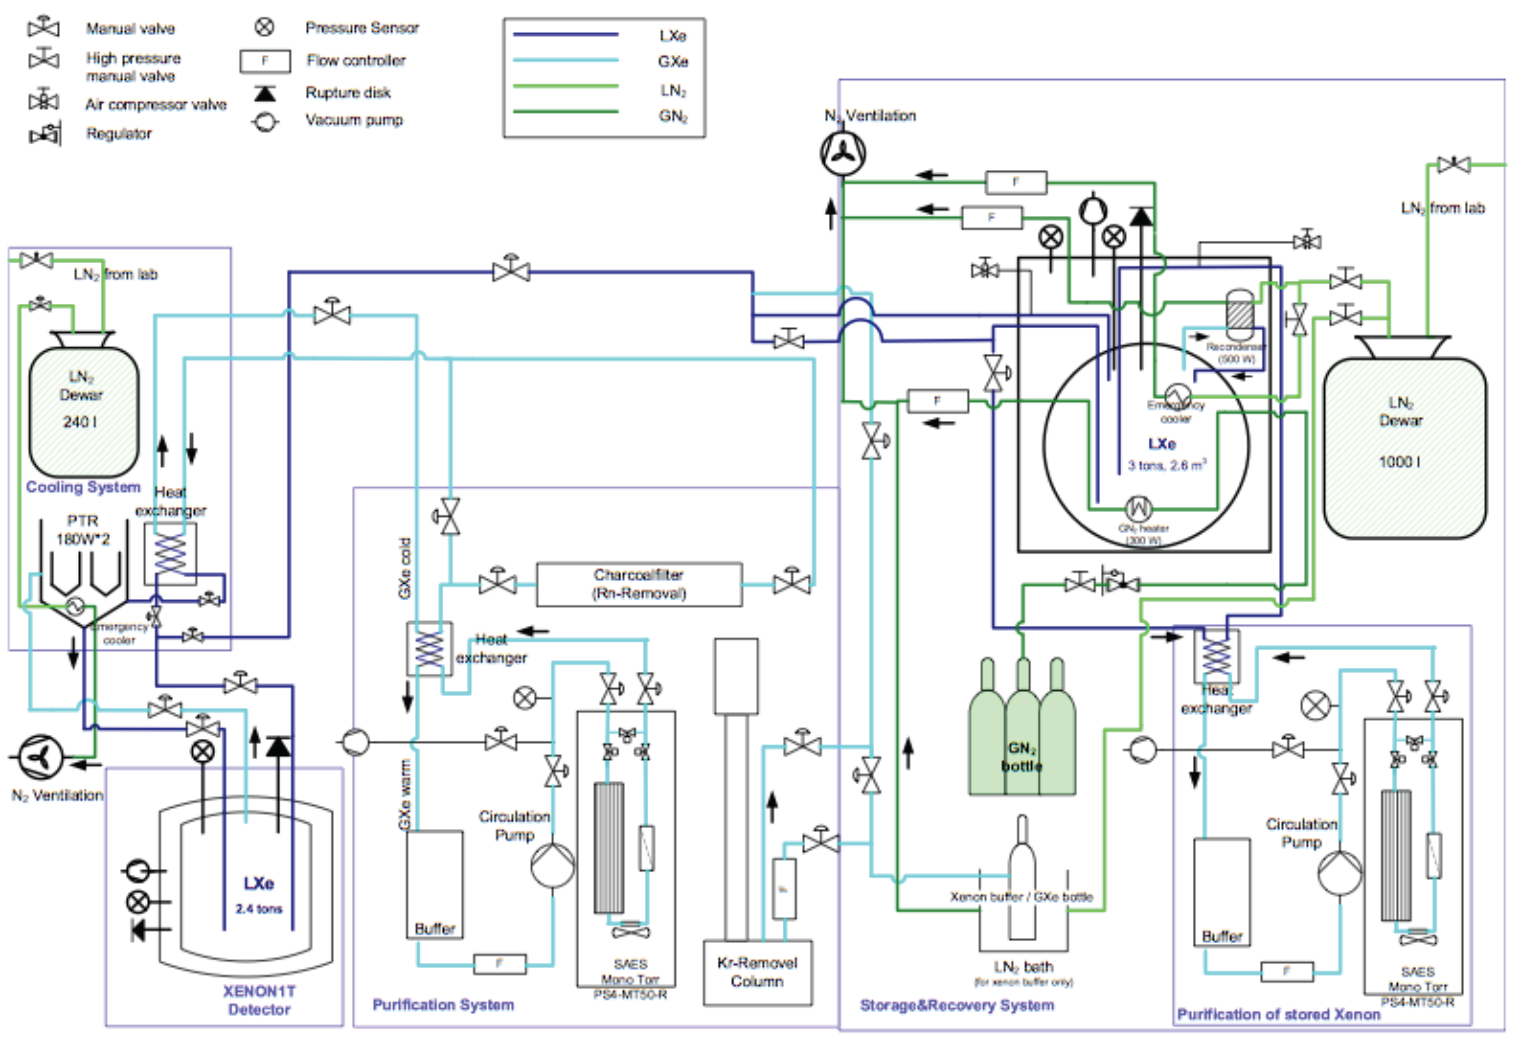 Manual valve
High pressure
manual valve
Air compressor valve
Regulator
Pressure Sensor
F
Flow controller
Rupture disk
Vacuum pump
LXe
GXe
LN₂
GN₂
N₂ Ventilation
F
F
LN₂ from lab
LN₂ from lab
LN₂
Dewar
240 l
Cooling System
PTR
180W*2
Heat
exchanger
Emergency
cooler
N₂ Ventilation
LXe
2.4 tons
XENON1T
Detector
GXe cold
Charcoalfilter
(Rn-Removal)
Heat
exchanger
GXe warm
Circulation
Pump
Buffer
F
SAES
Mono Torr
PS4-MT50-R
Purification System
F
Kr-Removel
Column
F
Recondenser
(500 W)
Emergency
cooler
LXe
3 tons, 2.6 m³
GN₂ heater
(300 W)
LN₂
Dewar
1000 l
GN₂
bottle
Xenon buffer / GXe bottle
LN₂ bath
(for xenon buffer only)
Storage&Recovery System
Heat
exchanger
Circulation
Pump
Buffer
F
SAES
Mono Torr
PS4-MT50-R
Purification of stored Xenon